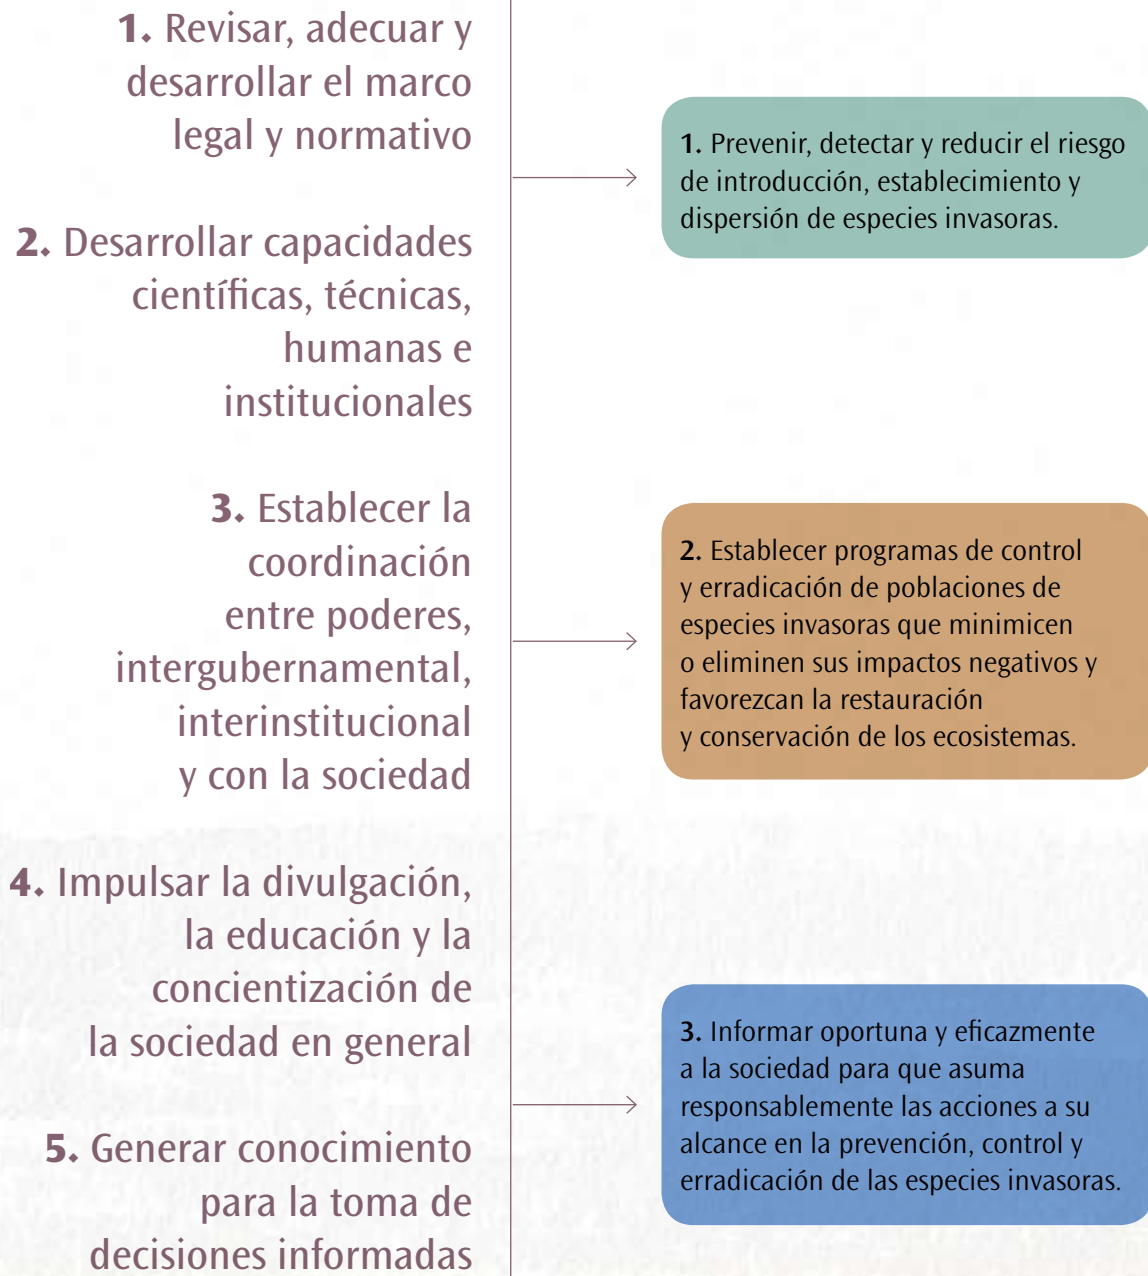 1. Revisar, adecuar y
desarrollar el marco
legal y normativo
2. Desarrollar capacidades
científicas, técnicas,
humanas e
institucionales
3. Establecer la
coordinación
entre poderes,
intergubernamental,
interinstitucional
y con la sociedad
4. Impulsar la divulgación,
la educación y la
concientización de
la sociedad en general
5. Generar conocimiento
para la toma de
decisiones informadas
1. Prevenir, detectar y reducir el riesgo
de introducción, establecimiento y
dispersión de especies invasoras.
2. Establecer programas de control
y erradicación de poblaciones de
especies invasoras que minimicen
o eliminen sus impactos negativos y
favorezcan la restauración
y conservación de los ecosistemas.
3. Informar oportuna y eficazmente
a la sociedad para que asuma
responsablemente las acciones a su
alcance en la prevención, control y
erradicación de las especies invasoras.